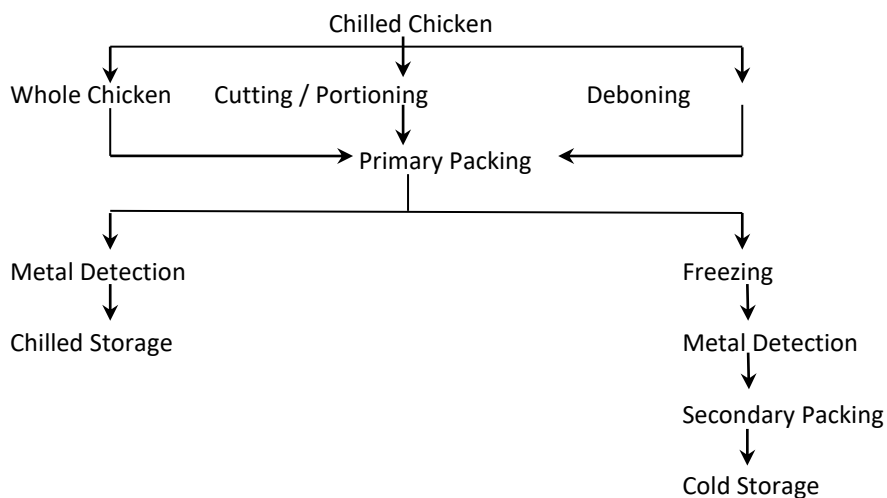 Chilled Chicken
Whole Chicken
Cutting / Portioning
Deboning
Primary Packing
Metal Detection
Freezing
Chilled Storage
Metal Detection
Secondary Packing
Cold Storage